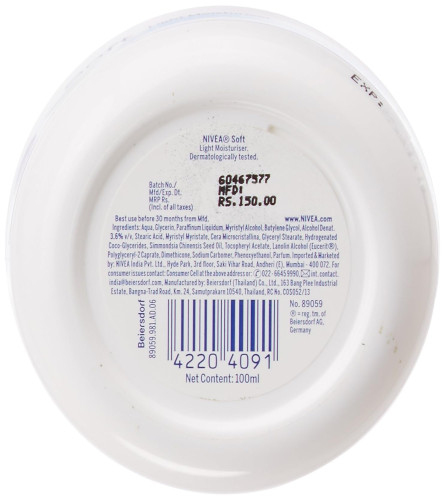 EXP:
NIVEA® Soft
Light Moisturiser.
Dermatologically tested.
Batch No./ 60467577
Mfd/Exp. Dt. MFDI
MRP Rs. RS.150.00
(Incl. of all taxes)
Best use before 30 months from Mfd. www.NIVEA.com
Ingredients: Aqua, Glycerin, Paraffinum Liquidum, Myristyl Alcohol, Butylene Glycol, Alcohol Denat.
3.6% v/v, Stearic Acid, Myristyl Myristate, Cera Microcristallina, Glyceryl Stearate, Hydrogenated
Coco-Glycerides, Simmondsia Chinensis Seed Oil, Tocopheryl Acetate, Lanolin Alcohol (Eucerit®),
Polyglyceryl-2 Caprate, Dimethicone, Sodium Carbomer, Phenoxyethanol, Parfum. Imported & Marketed
by: NIVEA India Pvt. Ltd., Hyde Park, 3rd floor, Saki Vihar Road, Andheri (E), Mumbai - 400 072. For
consumer issues contact Consumer Cell at the above address or: 022-66459990, int.contact.
india@beiersdorf.com, Manufactured by: Beiersdorf (Thailand) Co., Ltd., 163 Bang Plee Industrial
Estate, Bangna-Trad Road, Km. 24, Samutprakarn 10540, Thailand, RC No. COS052/13
No. 89059
® = reg. tm. of
Beiersdorf AG,
Germany
Beiersdorf
89059.981.A0.06
4220 4091
Net Content: 100ml